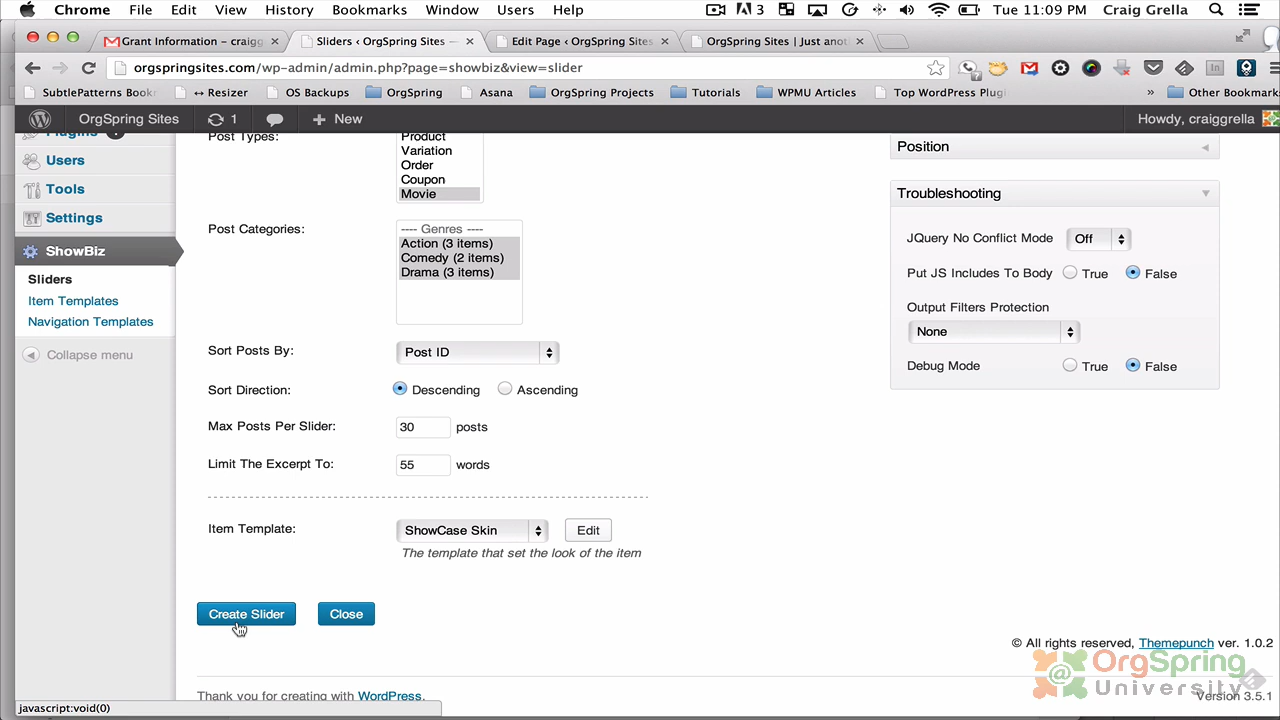 Chrome File Edit View History Bookmarks Window Users Help 3 Tue 11:09 PM Craig Grella
Grant Information – craigg × Sliders ‹ OrgSpring Sites — × Edit Page ‹ OrgSpring Sites × OrgSpring Sites | Just anot ×
orgspringsites.com/wp-admin/admin.php?page=showbiz&view=slider
SubtlePatterns Book ↔ Resizer OS Backups OrgSpring Asana OrgSpring Projects Tutorials WPMU Articles Top WordPress Plugi » Other Bookmarks
OrgSpring Sites 1 + New Howdy, craiggrella
Plugins
Users
Tools
Settings
ShowBiz
Sliders
Item Templates
Navigation Templates
Collapse menu
Post Types:
Product
Variation
Order
Coupon
Movie
Post Categories:
---- Genres ----
Action (3 items)
Comedy (2 items)
Drama (3 items)
Sort Posts By: Post ID
Sort Direction: Descending Ascending
Max Posts Per Slider: 30 posts
Limit The Excerpt To: 55 words
Item Template: ShowCase Skin Edit
The template that set the look of the item
Create Slider Close
Position
Troubleshooting
JQuery No Conflict Mode Off
Put JS Includes To Body True False
Output Filters Protection
None
Debug Mode True False
© All rights reserved, Themepunch ver. 1.0.2
OrgSpring
University
Thank you for creating with WordPress.
Version 3.5.1
javascript:void(0)